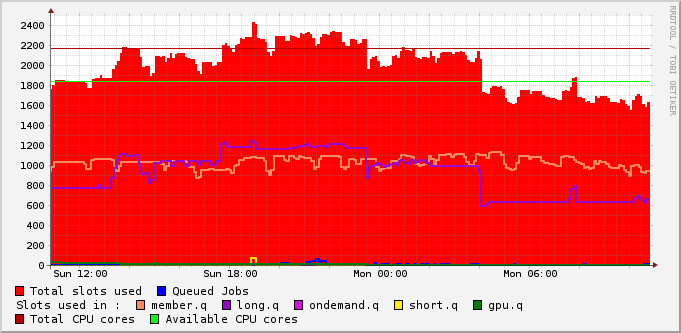 RRDTOOL / TOBI OETIKER
2400
2200
2000
1800
1600
1400
1200
1000
800
600
400
200
0
Sun 12:00 Sun 18:00 Mon 00:00 Mon 06:00
Total slots used Queued Jobs
Slots used in : member.q long.q ondemand.q short.q gpu.q
Total CPU cores Available CPU cores